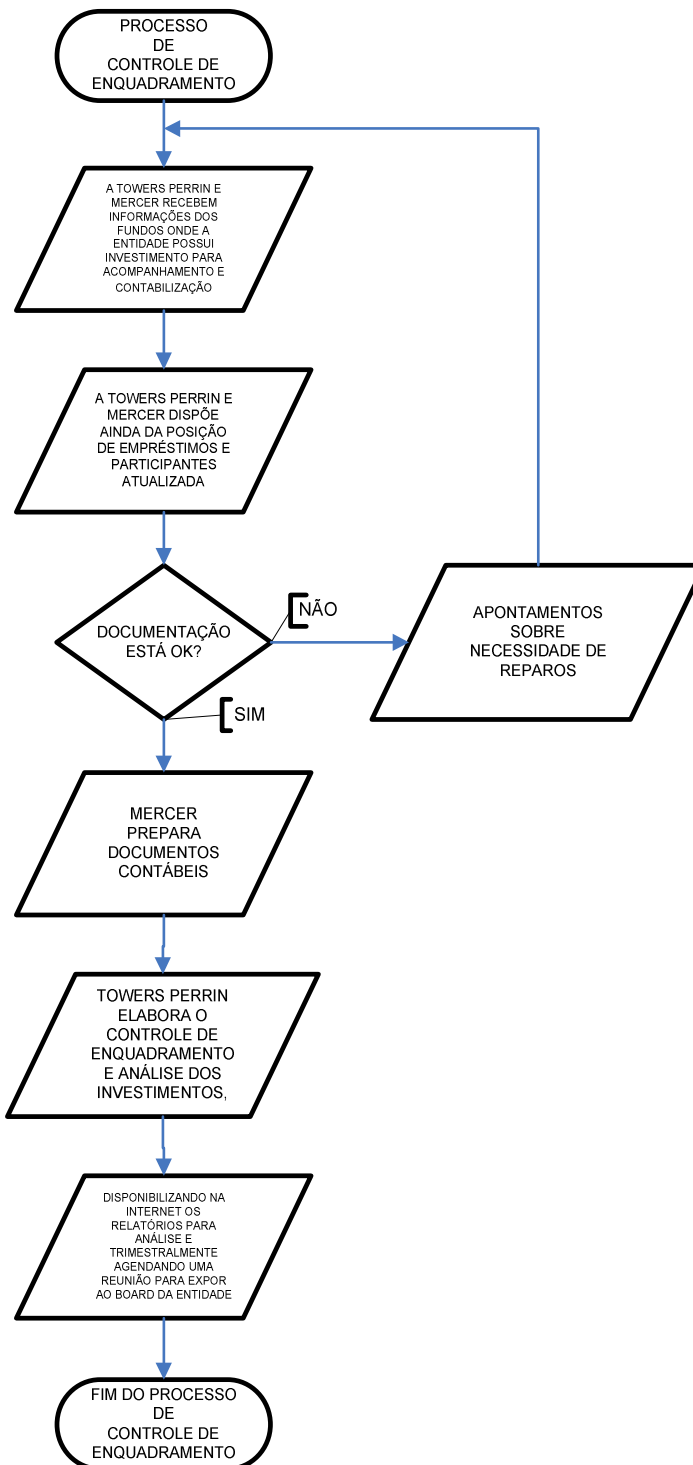 PROCESSO
DE
CONTROLE DE
ENQUADRAMENTO
A TOWERS PERRIN E
MERCER RECEBEM
INFORMAÇÕES DOS
FUNDOS ONDE A
ENTIDADE POSSUI
INVESTIMENTO PARA
ACOMPANHAMENTO E
CONTABILIZAÇÃO
A TOWERS PERRIN E
MERCER DISPÕE
AINDA DA POSIÇÃO
DE EMPRÉSTIMOS E
PARTICIPANTES
ATUALIZADA
DOCUMENTAÇÃO
ESTÁ OK?
NÃO
APONTAMENTOS
SOBRE
NECESSIDADE DE
REPAROS
SIM
MERCER
PREPARA
DOCUMENTOS
CONTÁBEIS
TOWERS PERRIN
ELABORA O
CONTROLE DE
ENQUADRAMENTO
E ANÁLISE DOS
INVESTIMENTOS,
DISPONIBILIZANDO NA
INTERNET OS
RELATÓRIOS PARA
ANÁLISE E
TRIMESTRALMENTE
AGENDANDO UMA
REUNIÃO PARA EXPOR
AO BOARD DA ENTIDADE
FIM DO PROCESSO
DE
CONTROLE DE
ENQUADRAMENTO